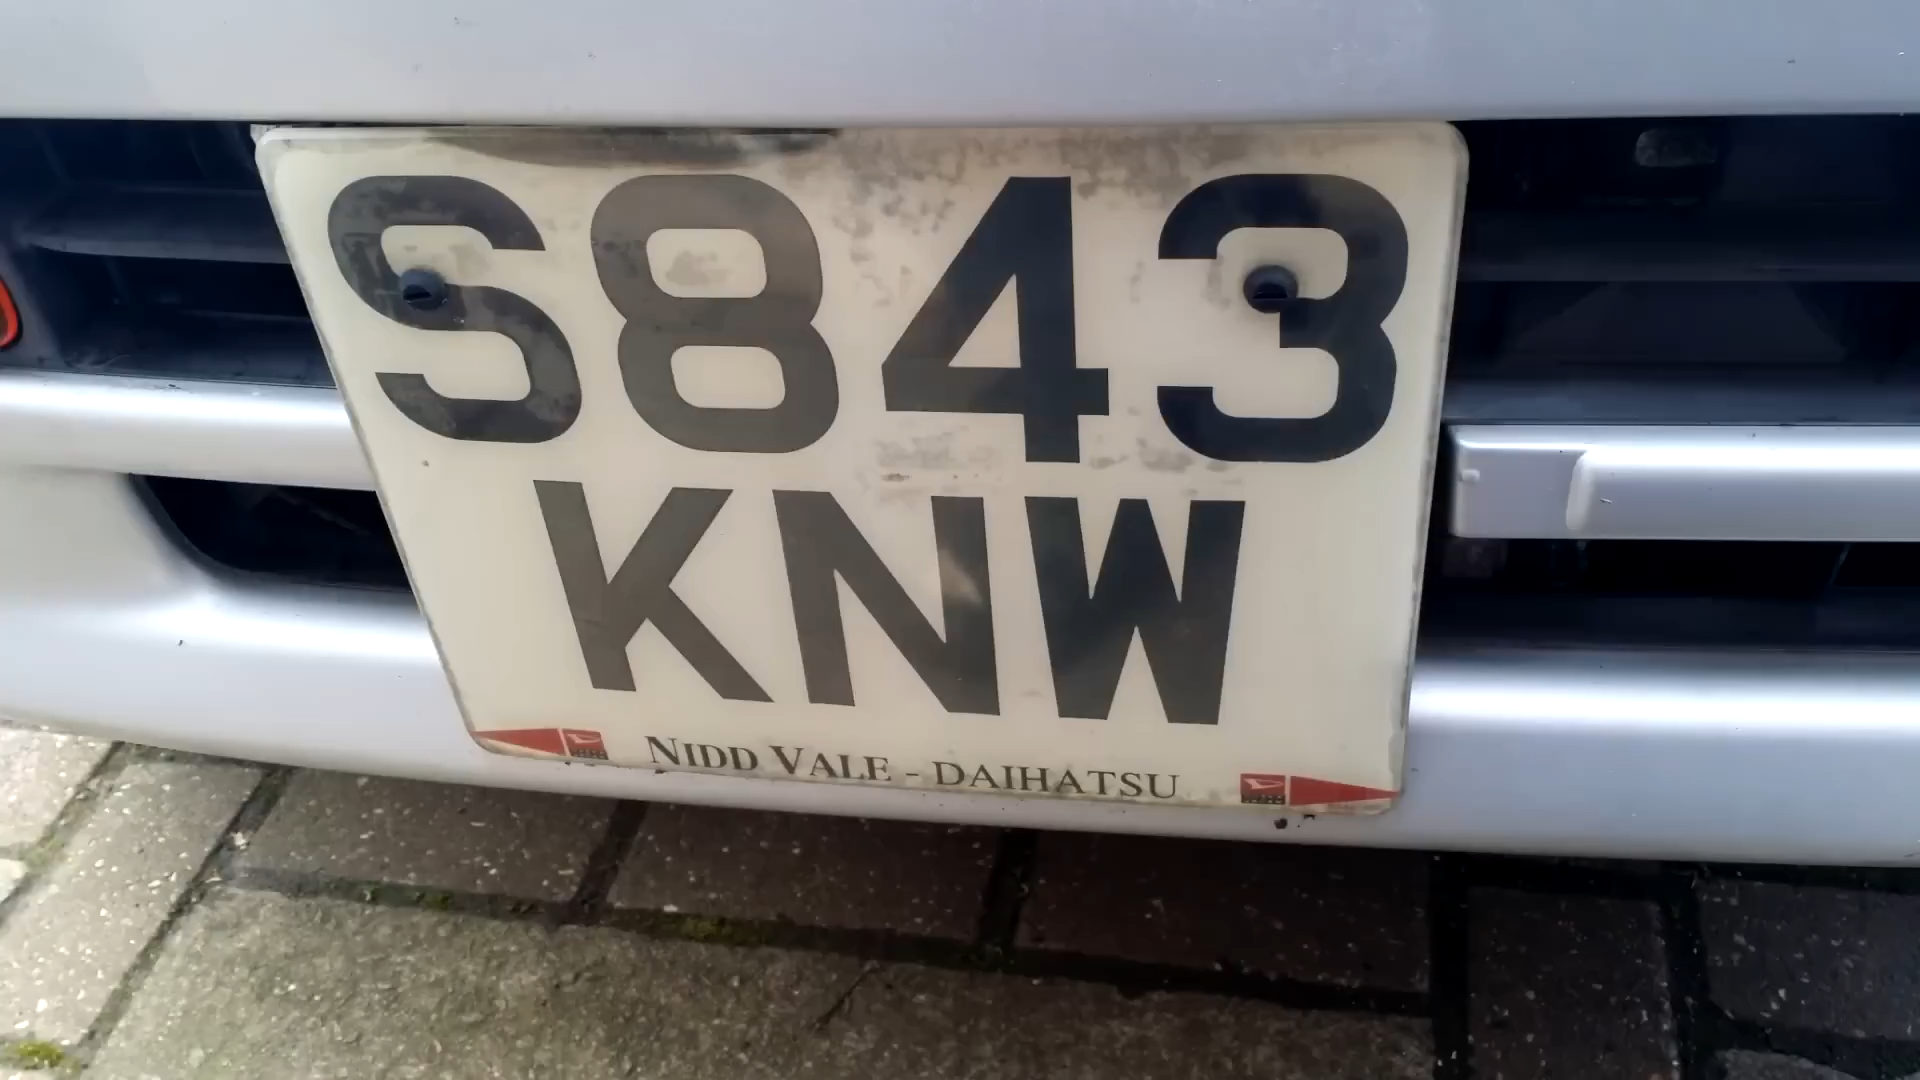 S843
KNW
NIDD VALE - DAIHATSU